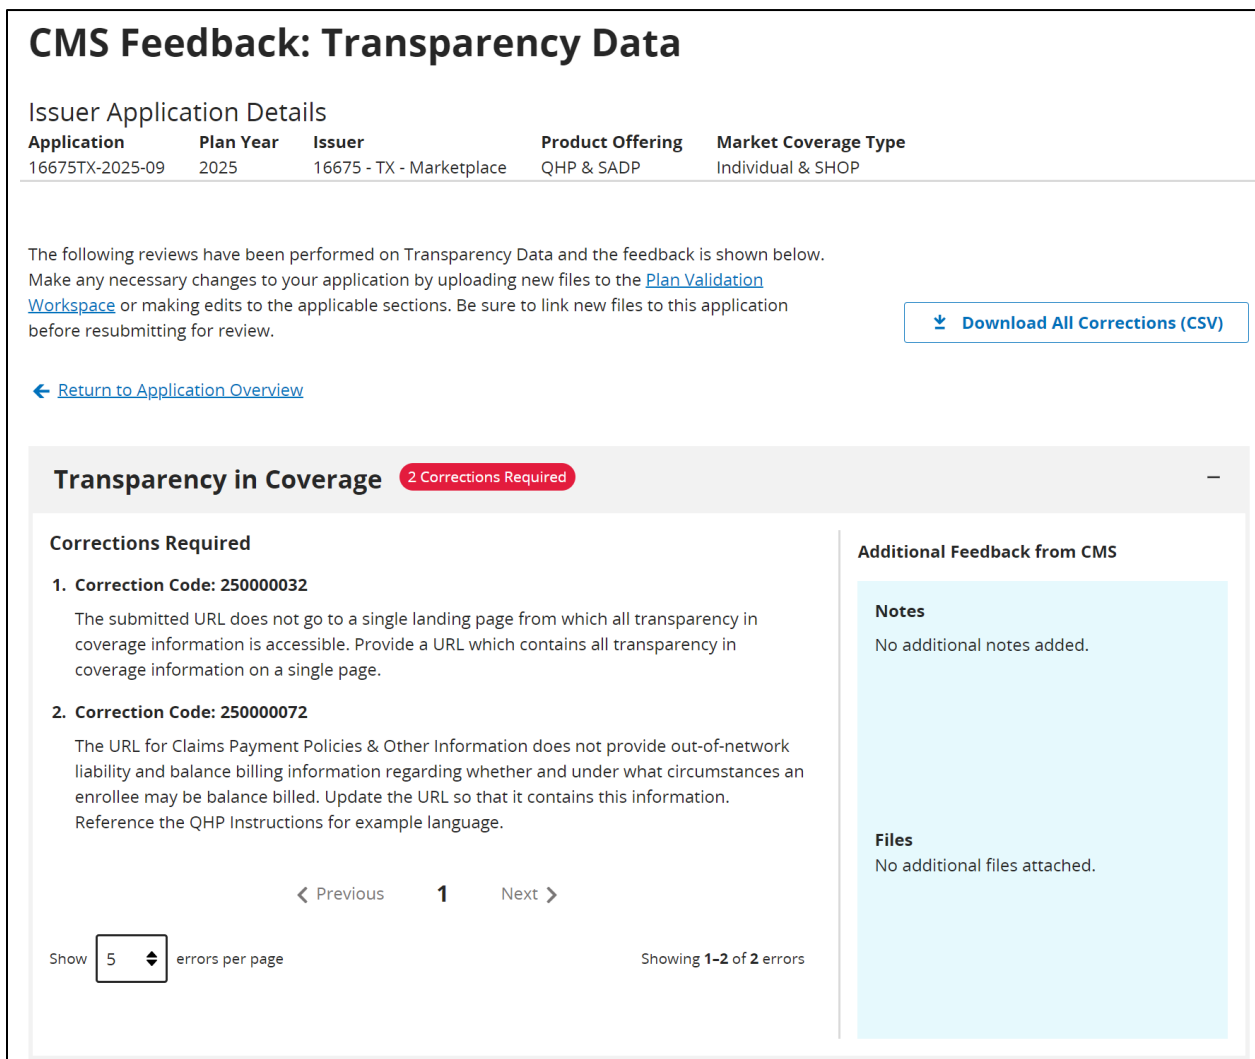 CMS Feedback: Transparency Data
Issuer Application Details
Application Plan Year Issuer Product Offering Market Coverage Type
16675TX-2025-09 2025 16675 - TX - Marketplace QHP & SADP Individual & SHOP
The following reviews have been performed on Transparency Data and the feedback is shown below.
Make any necessary changes to your application by uploading new files to the Plan Validation
Workspace or making edits to the applicable sections. Be sure to link new files to this application
before resubmitting for review.
Download All Corrections (CSV)
Return to Application Overview
Transparency in Coverage 2 Corrections Required
Corrections Required
1. Correction Code: 250000032
The submitted URL does not go to a single landing page from which all transparency in
coverage information is accessible. Provide a URL which contains all transparency in
coverage information on a single page.
2. Correction Code: 250000072
The URL for Claims Payment Policies & Other Information does not provide out-of-network
liability and balance billing information regarding whether and under what circumstances an
enrollee may be balance billed. Update the URL so that it contains this information.
Reference the QHP Instructions for example language.
Previous 1 Next
Show 5 errors per page Showing 1–2 of 2 errors
Additional Feedback from CMS
Notes
No additional notes added.
Files
No additional files attached.